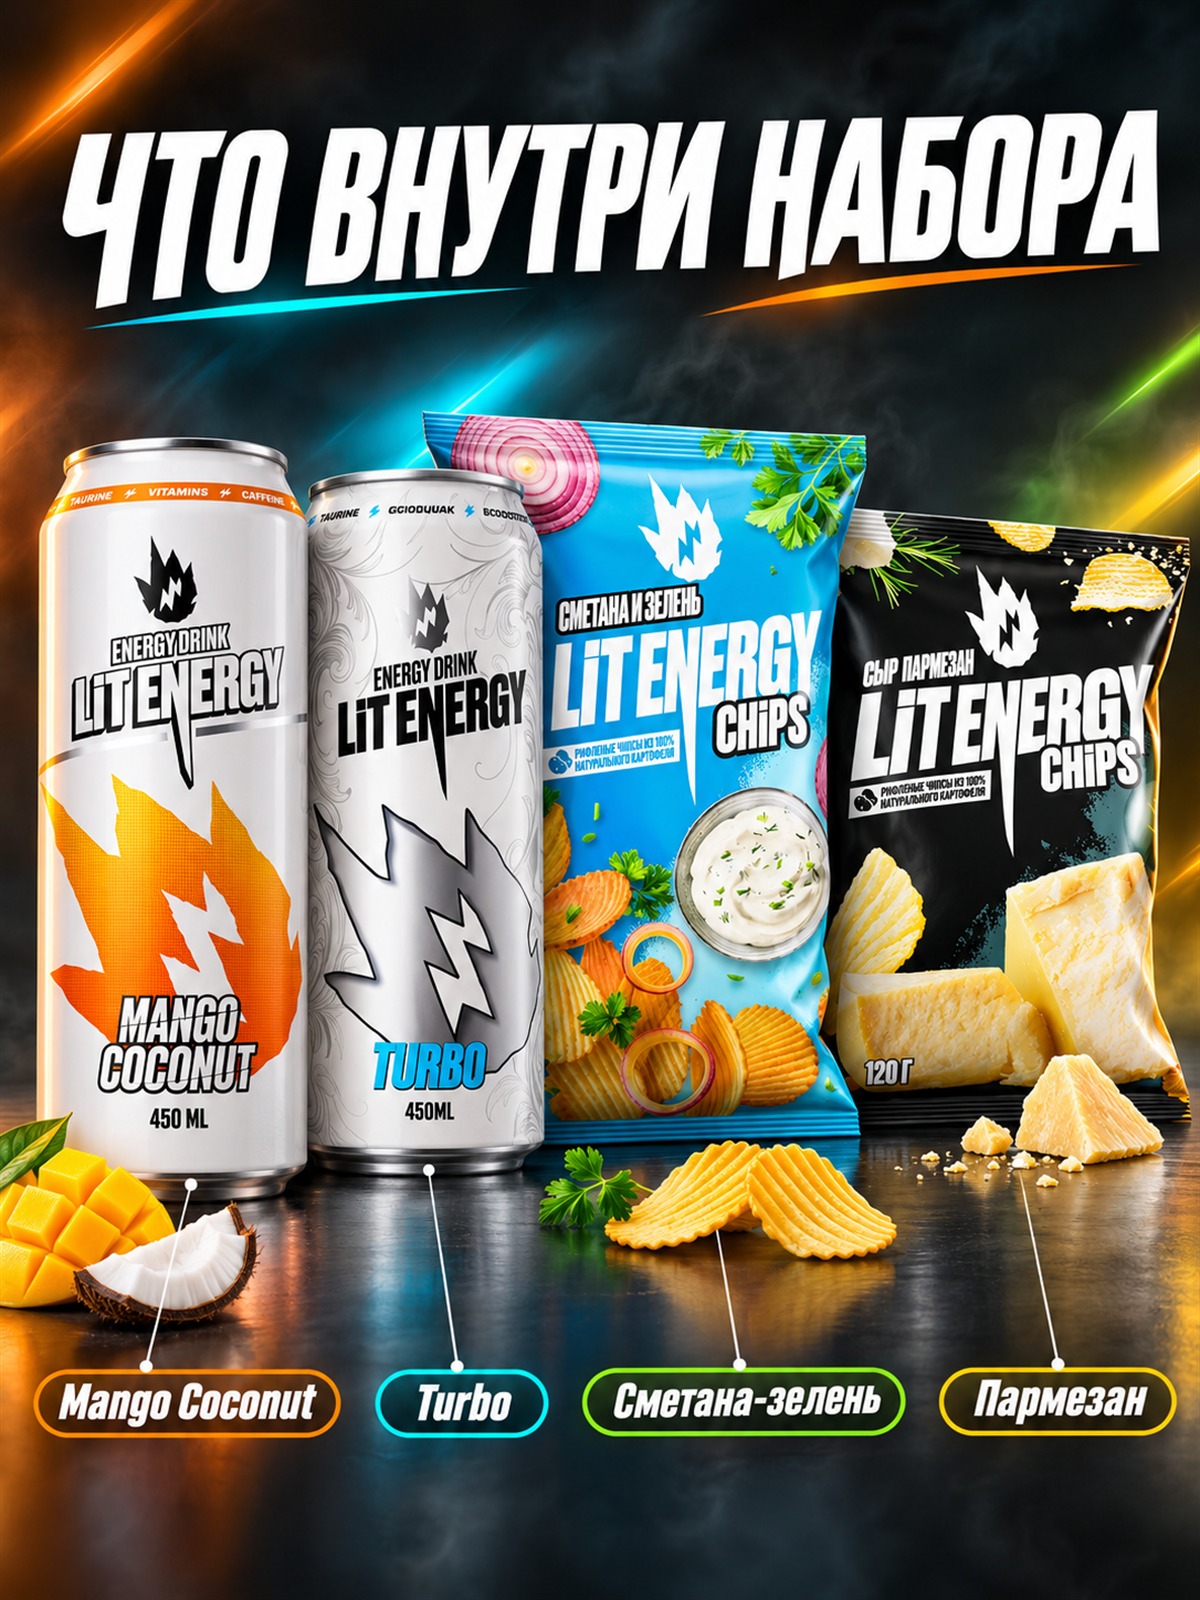 ЧТО ВНУТРИ НАБОРА
TAURINE VITAMINS CAFFEINE
ENERGY DRINK
LiT ENERGY
MANGO
COCONUT
450 ML
TAURINE GCIODUUAK
ENERGY DRINK
LiT ENERGY
TURBO
450ML
СМЕТАНА И ЗЕЛЕНЬ
LiT ENERGY
CHiPS
РИФЛЕНЫЕ ЧИПСЫ ИЗ 100%
НАТУРАЛЬНОГО КАРТОФЕЛЯ
СЫР ПАРМЕЗАН
LiT ENERGY
CHiPS
РИФЛЕНЫЕ ЧИПСЫ ИЗ 100%
НАТУРАЛЬНОГО КАРТОФЕЛЯ
120 Г
Mango Coconut
Turbo
Сметана-зелень
Пармезан